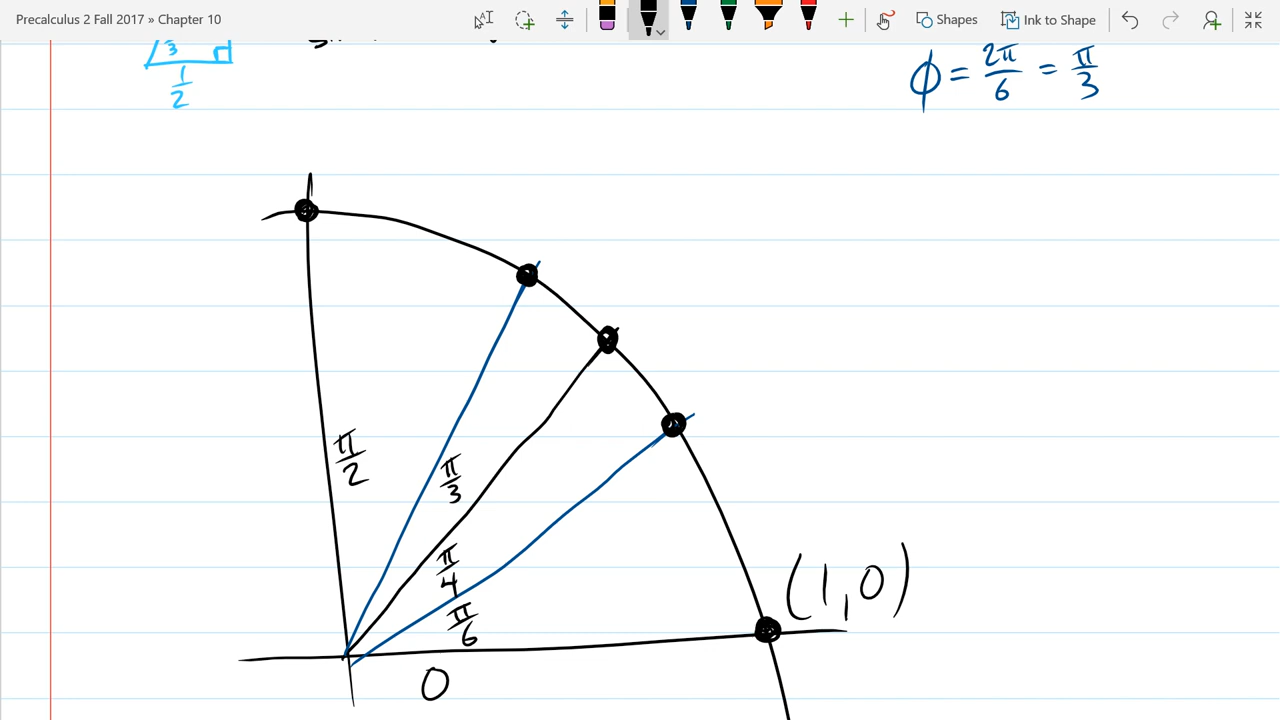 Precalculus 2 Fall 2017 » Chapter 10
Shapes
Ink to Shape
π/3
1/2
ϕ = 2π/6 = π/3
π/2
π/3
π/4
π/6
0
(1,0)